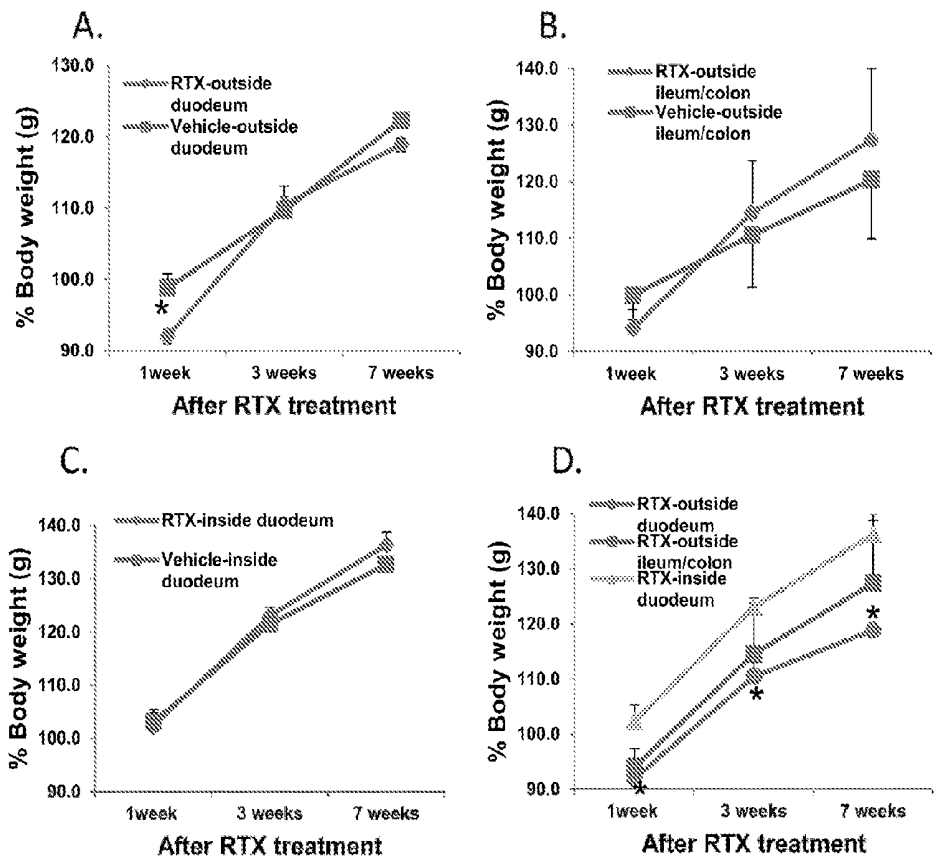 A.
130.0
120.0
110.0
100.0
90.0
% Body weight (g)
RTX-outside
duodeum
Vehicle-outside
duodeum
*
1week
3 weeks
7 weeks
After RTX treatment
B.
140.0
130.0
120.0
110.0
100.0
90.0
% Body weight (g)
RTX-outside
ileum/colon
Vehicle-outside
ileum/colon
1week
3 weeks
7 weeks
After RTX treatment
C.
140.0
130.0
120.0
110.0
100.0
90.0
% Body weight (g)
RTX-inside duodeum
Vehicle-inside
duodeum
1week
3 weeks
7 weeks
After RTX treatment
D.
140.0
130.0
120.0
110.0
100.0
90.0
% Body weight (g)
RTX-outside
duodeum
RTX-outside
ileum/colon
RTX-inside
duodeum
*
*
*
1week
3 weeks
7 weeks
After RTX treatment